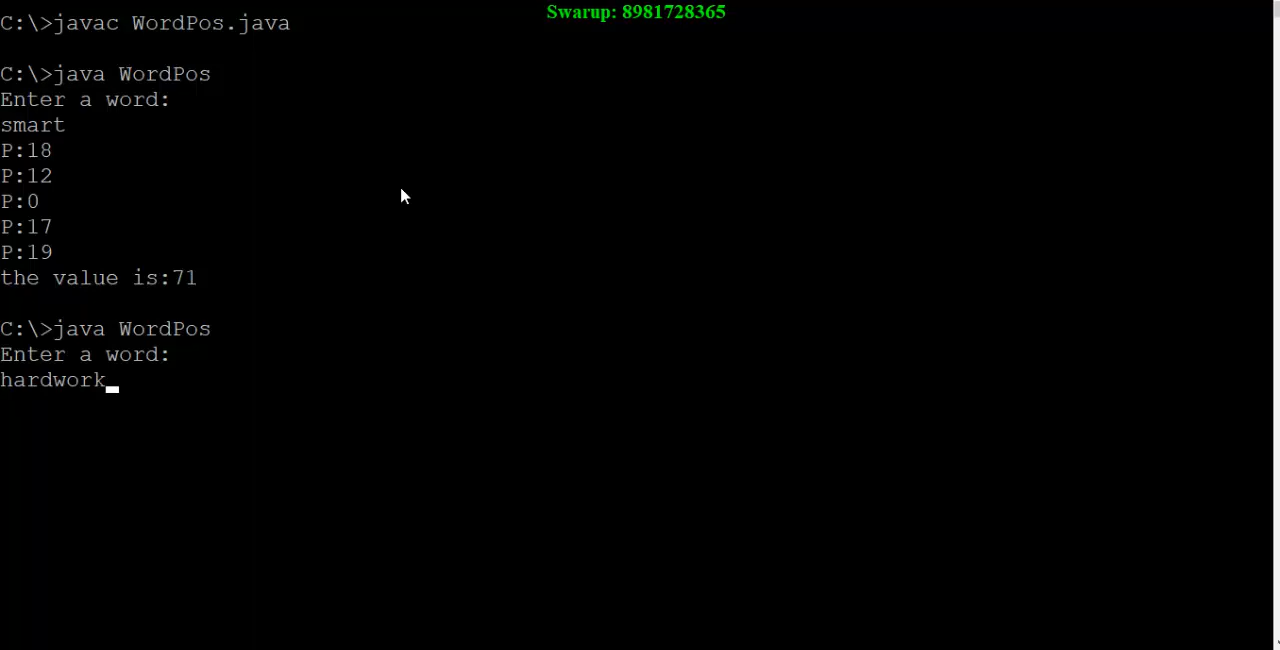 Swarup: 8981728365
C:\>javac WordPos.java
C:\>java WordPos
Enter a word:
smart
P:18
P:12
P:0
P:17
P:19
the value is:71
C:\>java WordPos
Enter a word:
hardwork